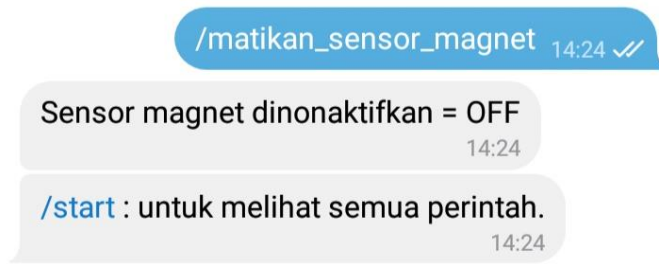 /matikan_sensor_magnet 14:24
Sensor magnet dinonaktifkan = OFF
14:24
/start : untuk melihat semua perintah.
14:24